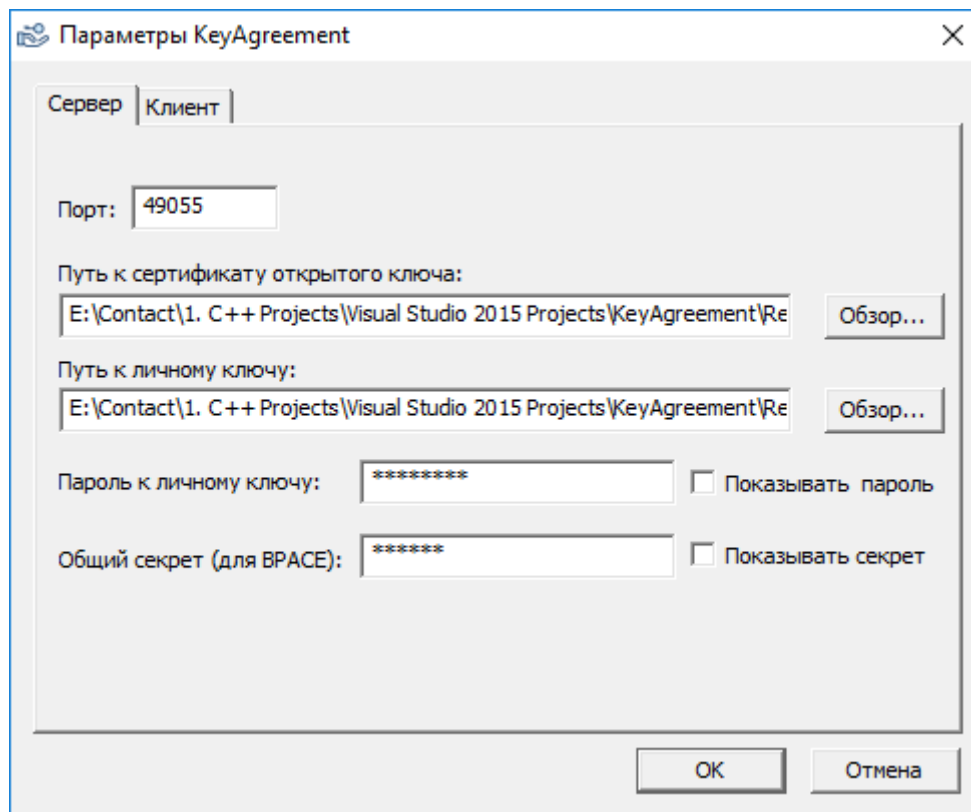 Параметры KeyAgreement
Сервер Клиент
Порт: 49055
Путь к сертификату открытого ключа:
E:\Contact\1. C++ Projects\Visual Studio 2015 Projects\KeyAgreement\Re Обзор...
Путь к личному ключу:
E:\Contact\1. C++ Projects\Visual Studio 2015 Projects\KeyAgreement\Re Обзор...
Пароль к личному ключу: ******** Показывать пароль
Общий секрет (для BPACE): ****** Показывать секрет
OK Отмена